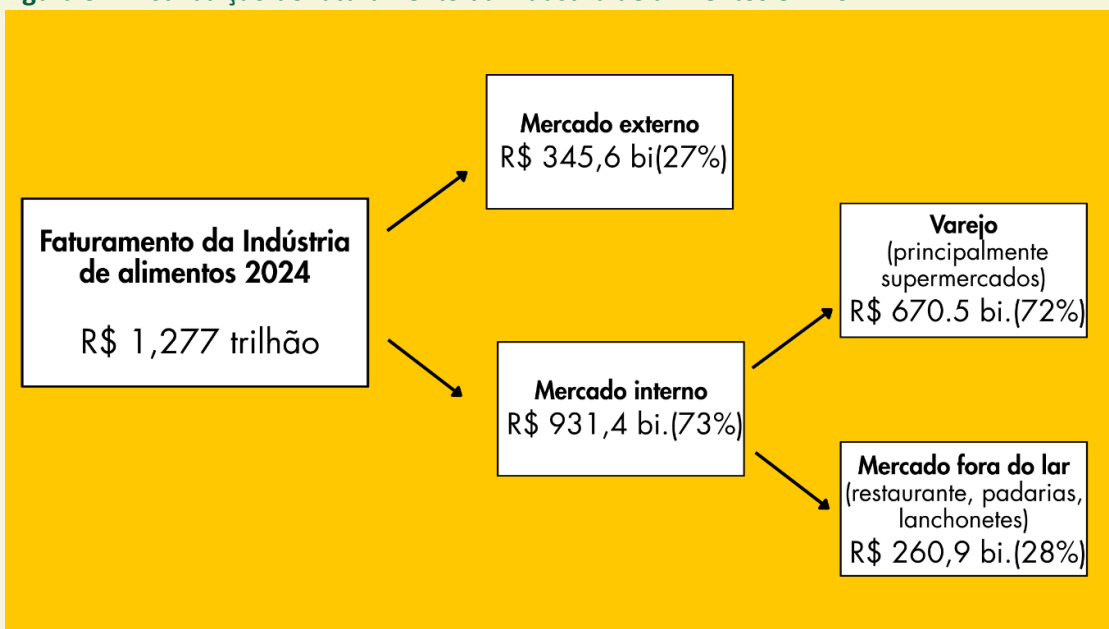 Faturamento da Indústria
de alimentos 2024
R$ 1,277 trilhão
Mercado externo
R$ 345,6 bi(27%)
Mercado interno
R$ 931,4 bi.(73%)
Varejo
(principalmente
supermercados)
R$ 670.5 bi.(72%)
Mercado fora do lar
(restaurante, padarias,
lanchonetes)
R$ 260,9 bi.(28%)